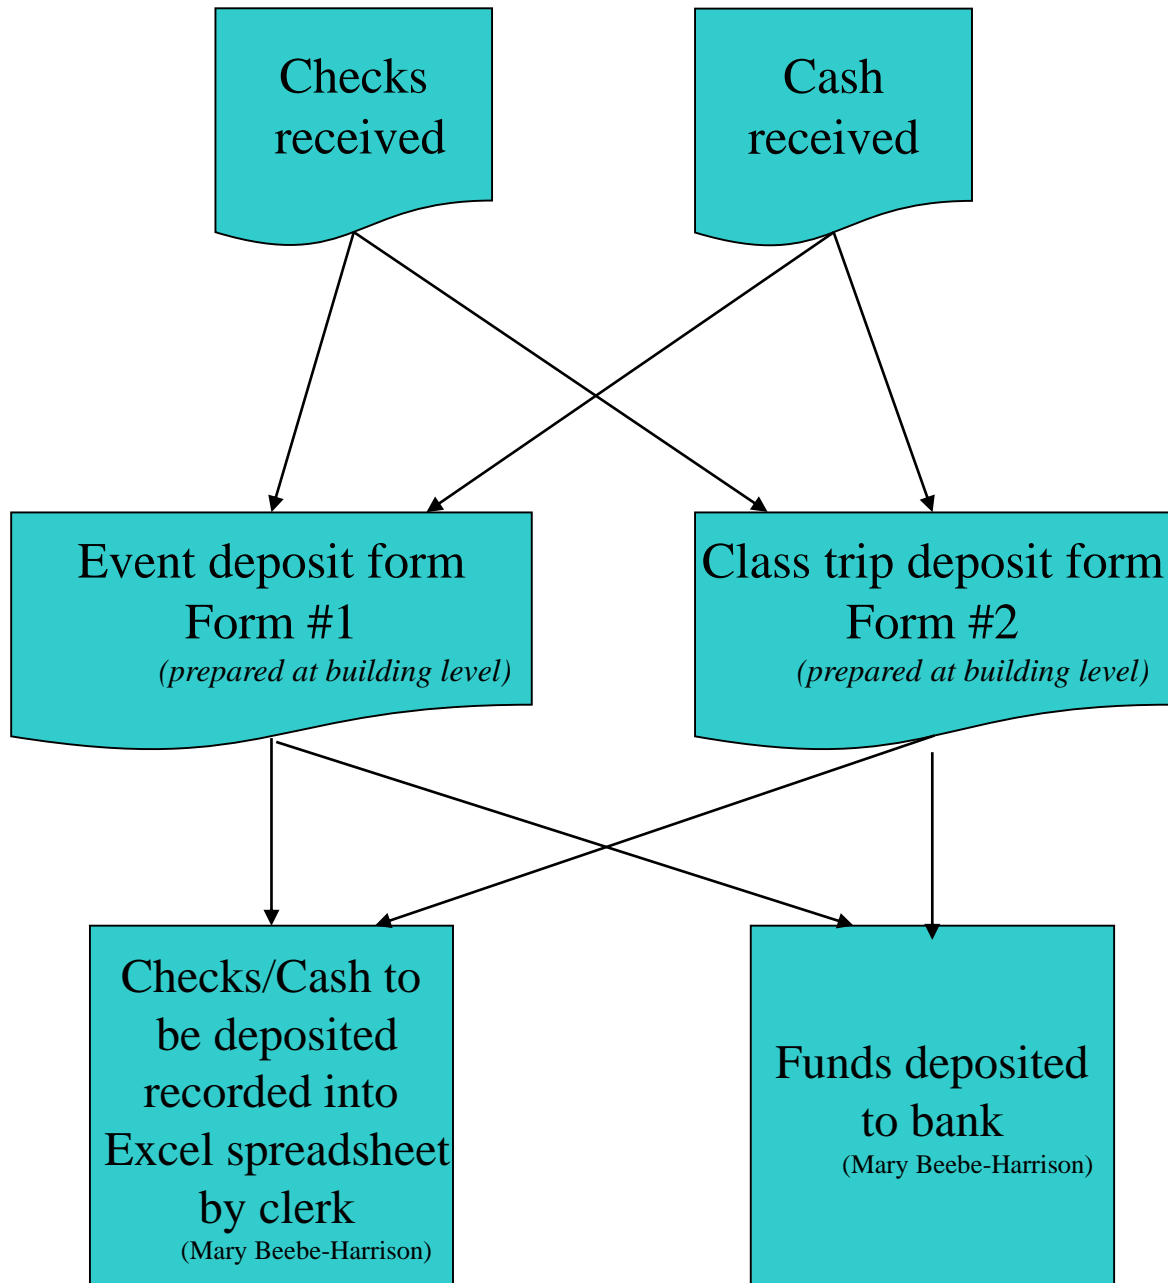 Checks
received
Cash
received
Event deposit form
Form #1
(prepared at building level)
Class trip deposit form
Form #2
(prepared at building level)
Checks/Cash to
be deposited
recorded into
Excel spreadsheet
by clerk
(Mary Beebe-Harrison)
Funds deposited
to bank
(Mary Beebe-Harrison)